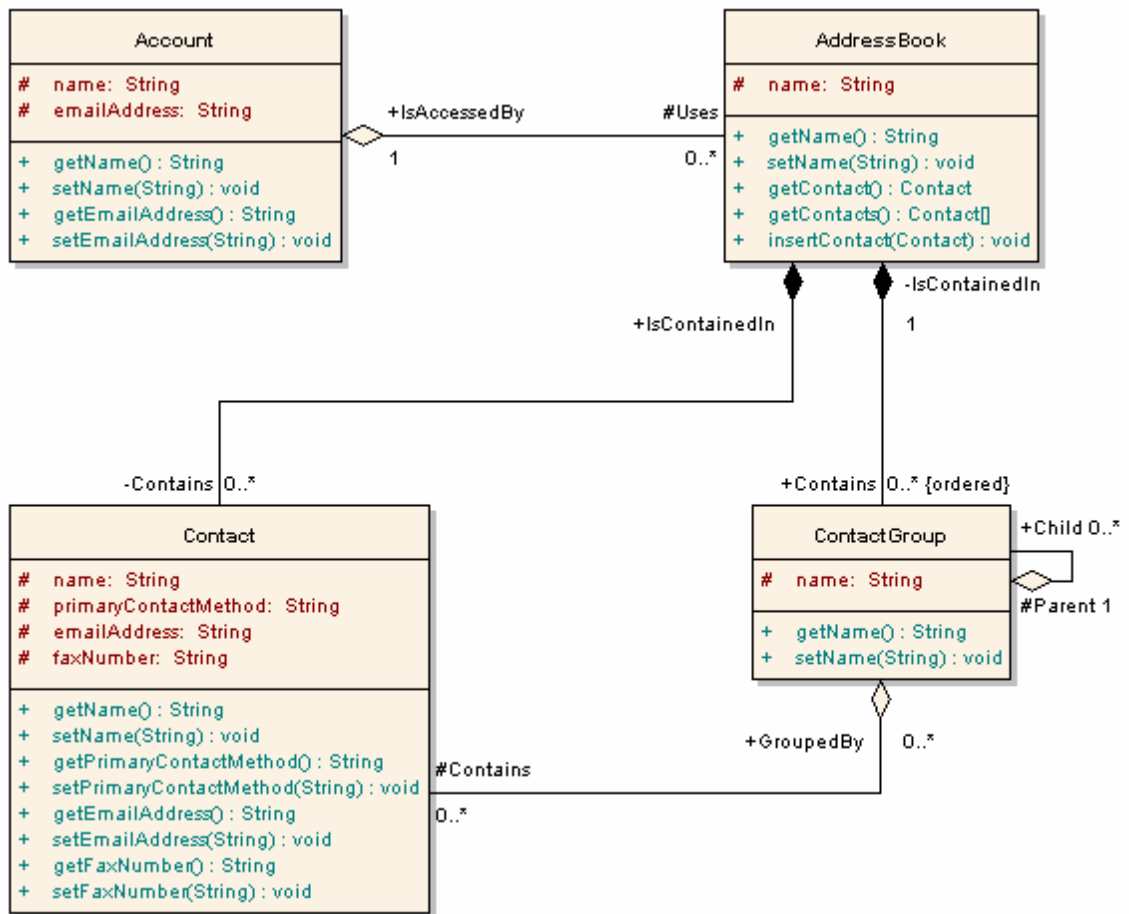 Account
# name: String
# emailAddress: String
+ getName() : String
+ setName(String) : void
+ getEmailAddress() : String
+ setEmailAddress(String) : void
+IsAccessedBy
1
#Uses
0..*
AddressBook
# name: String
+ getName() : String
+ setName(String) : void
+ getContact() : Contact
+ getContacts() : Contact[]
+ insertContact(Contact) : void
+IsContainedIn
-IsContainedIn
1
-Contains 0..*
+Contains 0..* {ordered}
Contact
# name: String
# primaryContactMethod: String
# emailAddress: String
# faxNumber: String
+ getName() : String
+ setName(String) : void
+ getPrimaryContactMethod() : String
+ setPrimaryContactMethod(String) : void
+ getEmailAddress() : String
+ setEmailAddress(String) : void
+ getFaxNumber() : String
+ setFaxNumber(String) : void
ContactGroup
# name: String
+ getName() : String
+ setName(String) : void
+Child 0..*
#Parent 1
+GroupedBy 0..*
#Contains
0..*